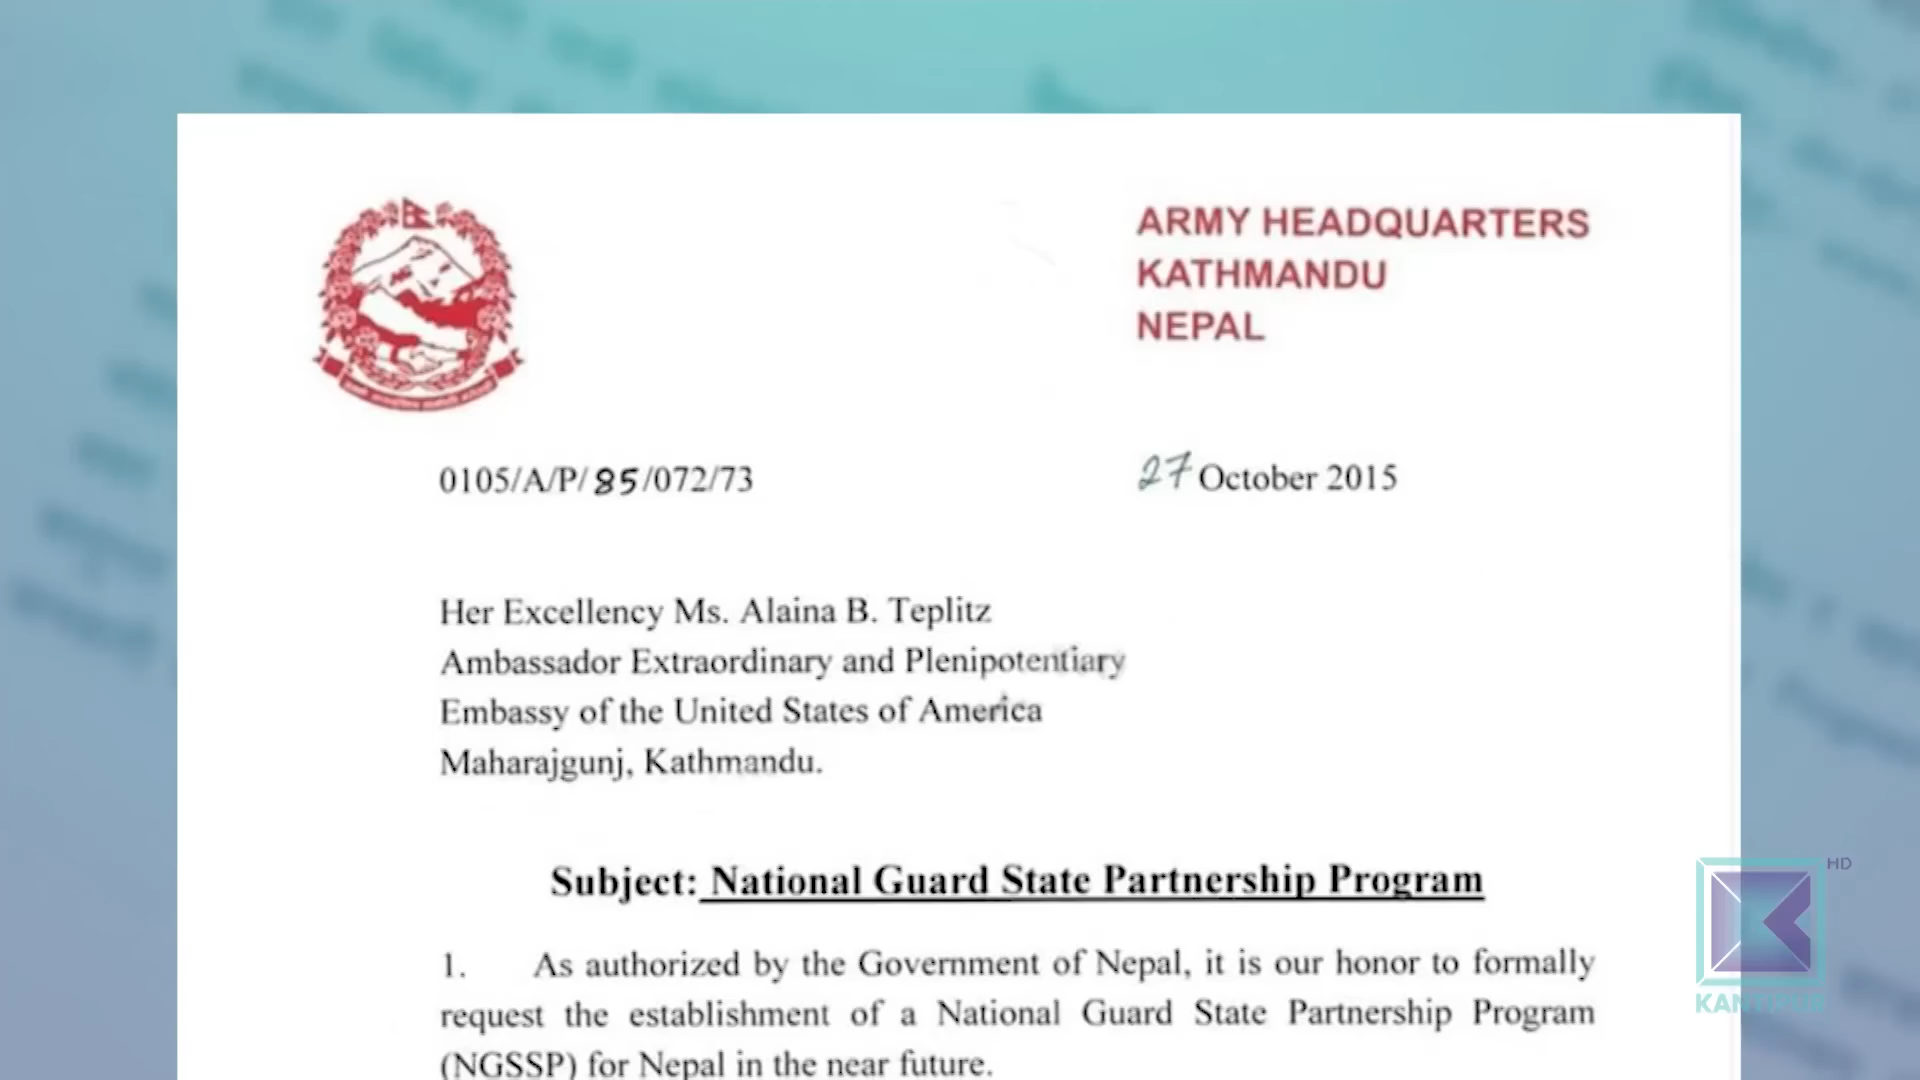 ARMY HEADQUARTERS
KATHMANDU
NEPAL
0105/A/P/85/072/73
27 October 2015
Her Excellency Ms. Alaina B. Teplitz
Ambassador Extraordinary and Plenipotentiary
Embassy of the United States of America
Maharajgunj, Kathmandu.
Subject: National Guard State Partnership Program
1. As authorized by the Government of Nepal, it is our honor to formally
request the establishment of a National Guard State Partnership Program
(NGSSP) for Nepal in the near future.
HD